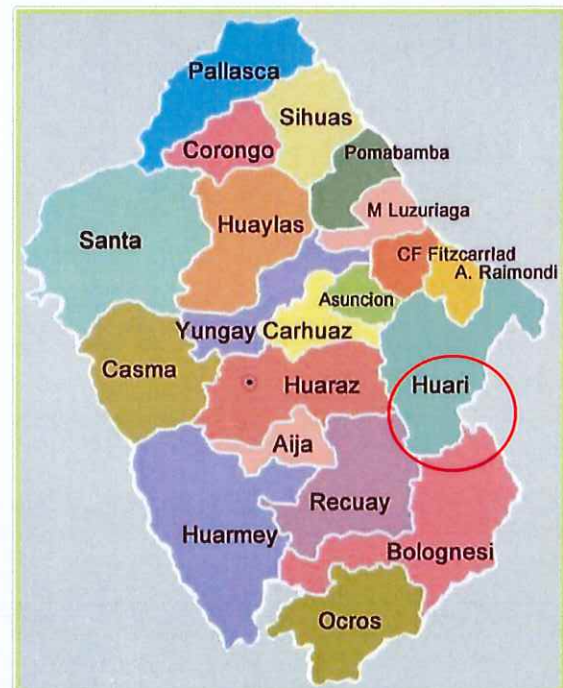 Pallasca
Sihuas
Corongo
Pomabamba
M Luzuriaga
Huaylas
Santa
CF Fitzcarrlad
A. Raimondi
Asuncion
Yungay Carhuaz
Casma
Huaraz
Huari
Aija
Recuay
Huarmey
Bolognesi
Ocros